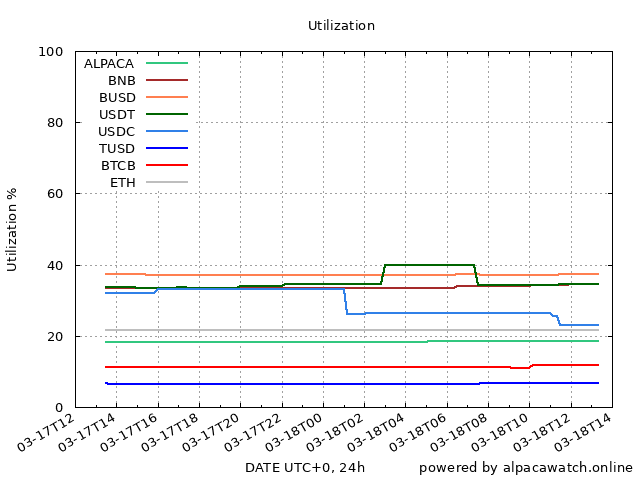 Utilization
100
80
60
40
20
0
Utilization %
ALPACA
BNB
BUSD
USDT
USDC
TUSD
BTCB
ETH
03-17T12
03-17T14
03-17T16
03-17T18
03-17T20
03-17T22
03-18T00
03-18T02
03-18T04
03-18T06
03-18T08
03-18T10
03-18T12
03-18T14
DATE UTC+0, 24h
powered by alpacawatch.online